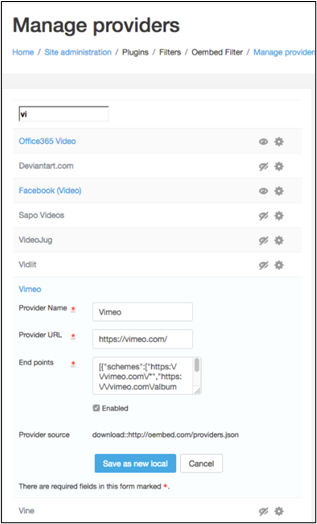 Manage providers
Home / Site administration / Plugins / Filters / Oembed Filter / Manage providers
vi
Office365 Video
Deviantart.com
Facebook (Video)
Sapo Videos
VideoJug
Vidlit
Vimeo
Provider Name * Vimeo
Provider URL * https://vimeo.com/
End points * [{"schemes":["https:\/
\/vimeo.com\/*","https:
\/\/vimeo.com\/album
Enabled
Provider source download::http://oembed.com/providers.json
Save as new local Cancel
There are required fields in this form marked *.
Vine